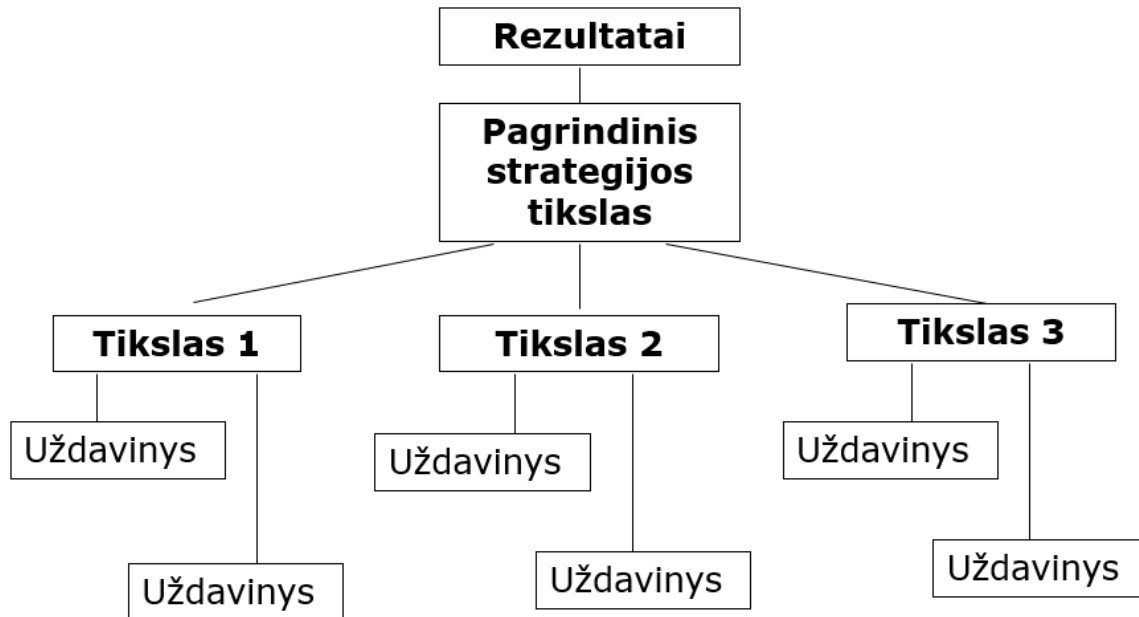 Rezultatai
Pagrindinis
strategijos
tikslas
Tikslas 1
Tikslas 2
Tikslas 3
Uždavinys
Uždavinys
Uždavinys
Uždavinys
Uždavinys
Uždavinys